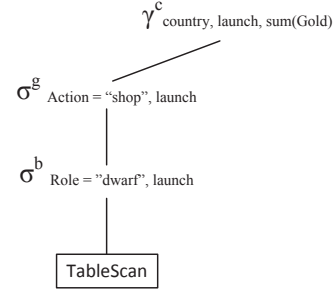 γ^c country, launch, sum(Gold)
σ^g Action = “shop”, launch
σ^b Role = ”dwarf”, launch
TableScan